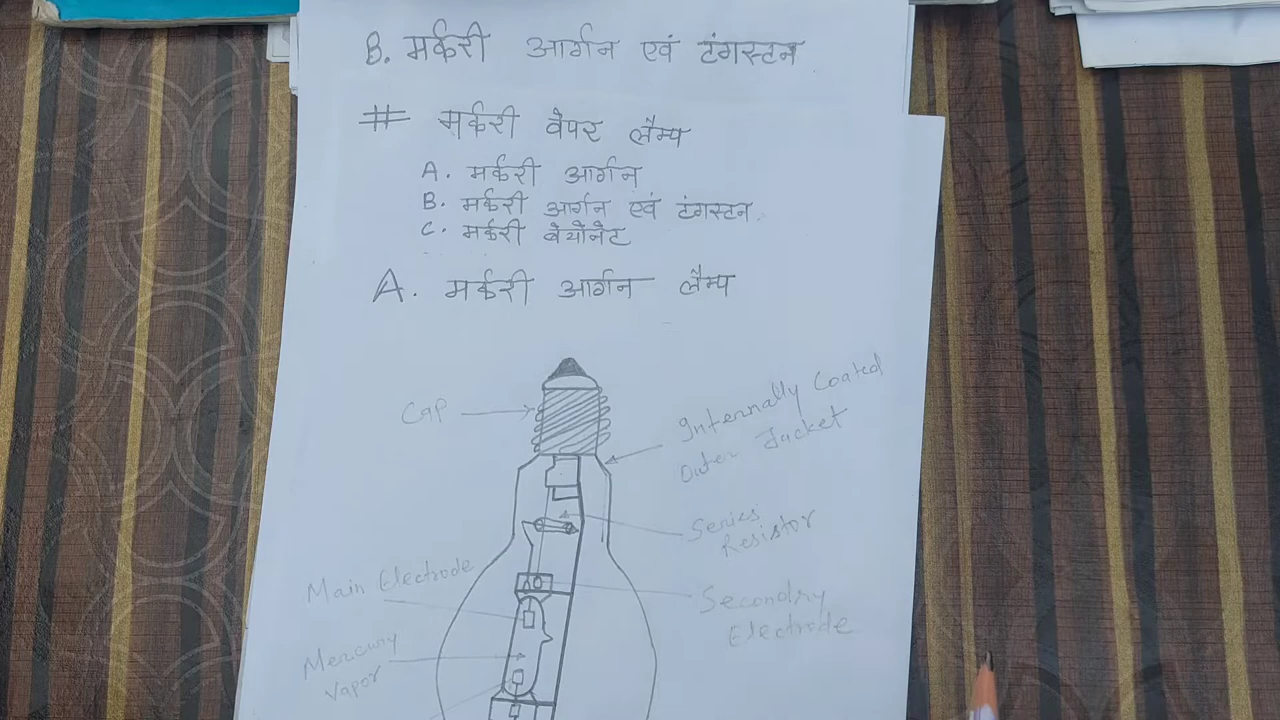 B. मर्करी आर्गन एवं टंगस्टन
# मर्करी वेपर लैम्प
A. मर्करी आर्गन
B. मर्करी आर्गन एवं टंगस्टन
C. मर्करी बेयोनेट
A. मर्करी आर्गन लैम्प
Cap
Internally Coated
Outer Jacket
Series
Resistor
Main Electrode
Secondry
Electrode
Mercury
Vapor